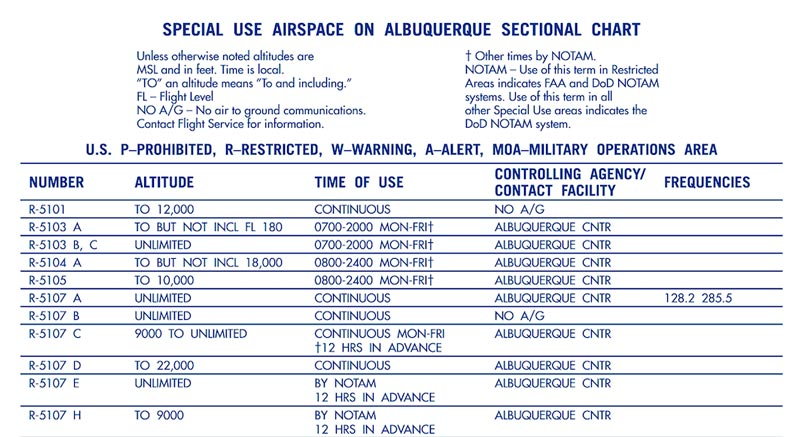 SPECIAL USE AIRSPACE ON ALBUQUERQUE SECTIONAL CHART
Unless otherwise noted altitudes are
MSL and in feet. Time is local.
"TO" an altitude means "To and including."
FL – Flight Level
NO A/G – No air to ground communications.
Contact Flight Service for information.
† Other times by NOTAM.
NOTAM – Use of this term in Restricted
Areas indicates FAA and DoD NOTAM
systems. Use of this term in all
other Special Use areas indicates the
DoD NOTAM system.
U.S. P–PROHIBITED, R–RESTRICTED, W–WARNING, A–ALERT, MOA–MILITARY OPERATIONS AREA
NUMBER ALTITUDE TIME OF USE CONTROLLING AGENCY/ FREQUENCIES
CONTACT FACILITY
R-5101 TO 12,000 CONTINUOUS NO A/G
R-5103 A TO BUT NOT INCL FL 180 0700-2000 MON-FRI† ALBUQUERQUE CNTR
R-5103 B, C UNLIMITED 0700-2000 MON-FRI† ALBUQUERQUE CNTR
R-5104 A TO BUT NOT INCL 18,000 0800-2400 MON-FRI† ALBUQUERQUE CNTR
R-5105 TO 10,000 0800-2400 MON-FRI† ALBUQUERQUE CNTR
R-5107 A UNLIMITED CONTINUOUS ALBUQUERQUE CNTR 128.2 285.5
R-5107 B UNLIMITED CONTINUOUS NO A/G
R-5107 C 9000 TO UNLIMITED CONTINUOUS MON-FRI ALBUQUERQUE CNTR
†12 HRS IN ADVANCE
R-5107 D TO 22,000 CONTINUOUS ALBUQUERQUE CNTR
R-5107 E UNLIMITED BY NOTAM ALBUQUERQUE CNTR
12 HRS IN ADVANCE
R-5107 H TO 9000 BY NOTAM ALBUQUERQUE CNTR
12 HRS IN ADVANCE